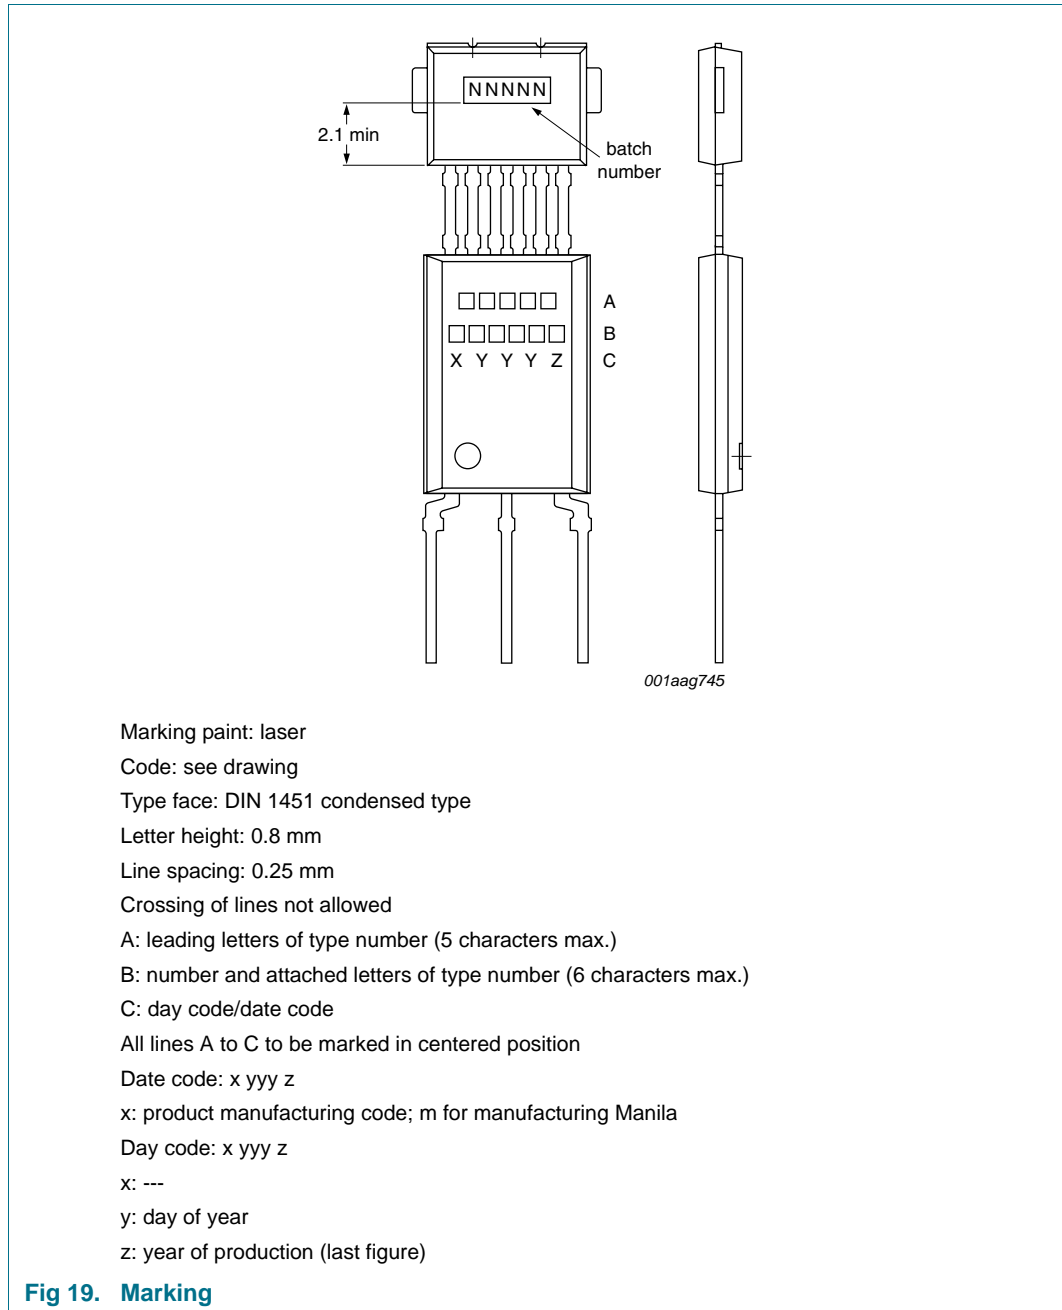 NNNNN
2.1 min
batch
number
A
B
X Y Y Y Z C
001aag745
Marking paint: laser
Code: see drawing
Type face: DIN 1451 condensed type
Letter height: 0.8 mm
Line spacing: 0.25 mm
Crossing of lines not allowed
A: leading letters of type number (5 characters max.)
B: number and attached letters of type number (6 characters max.)
C: day code/date code
All lines A to C to be marked in centered position
Date code: x yyy z
x: product manufacturing code; m for manufacturing Manila
Day code: x yyy z
x: ---
y: day of year
z: year of production (last figure)
Fig 19. Marking